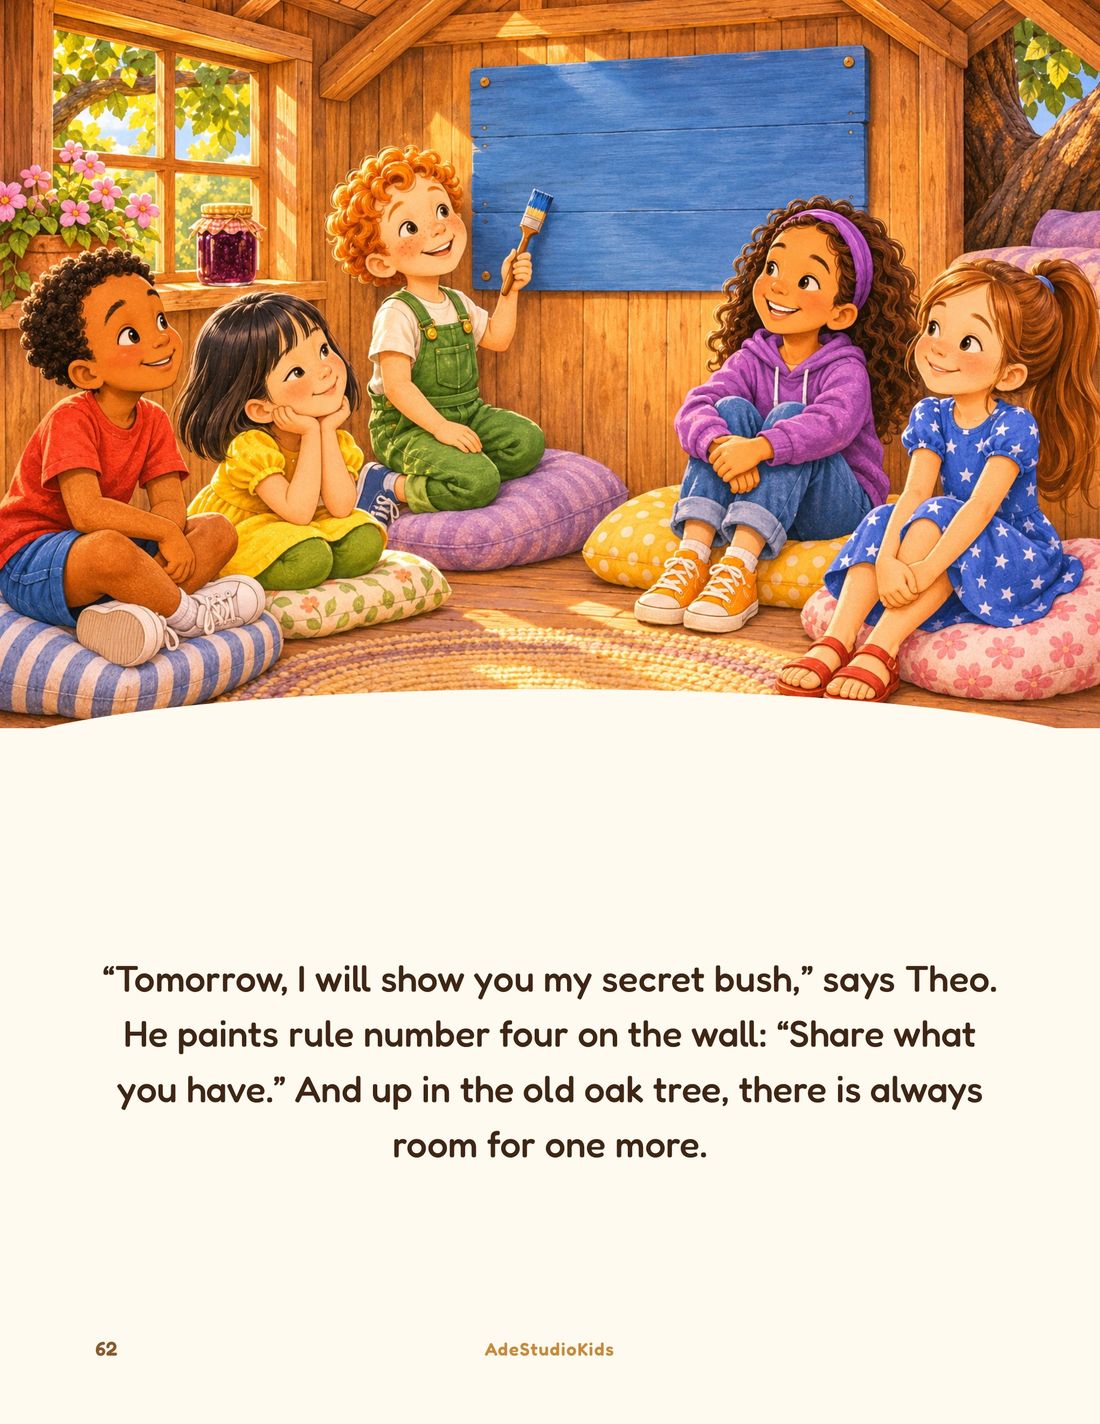 “Tomorrow, I will show you my secret bush,” says Theo.
He paints rule number four on the wall: “Share what
you have.” And up in the old oak tree, there is always
room for one more.
62
AdeStudioKids